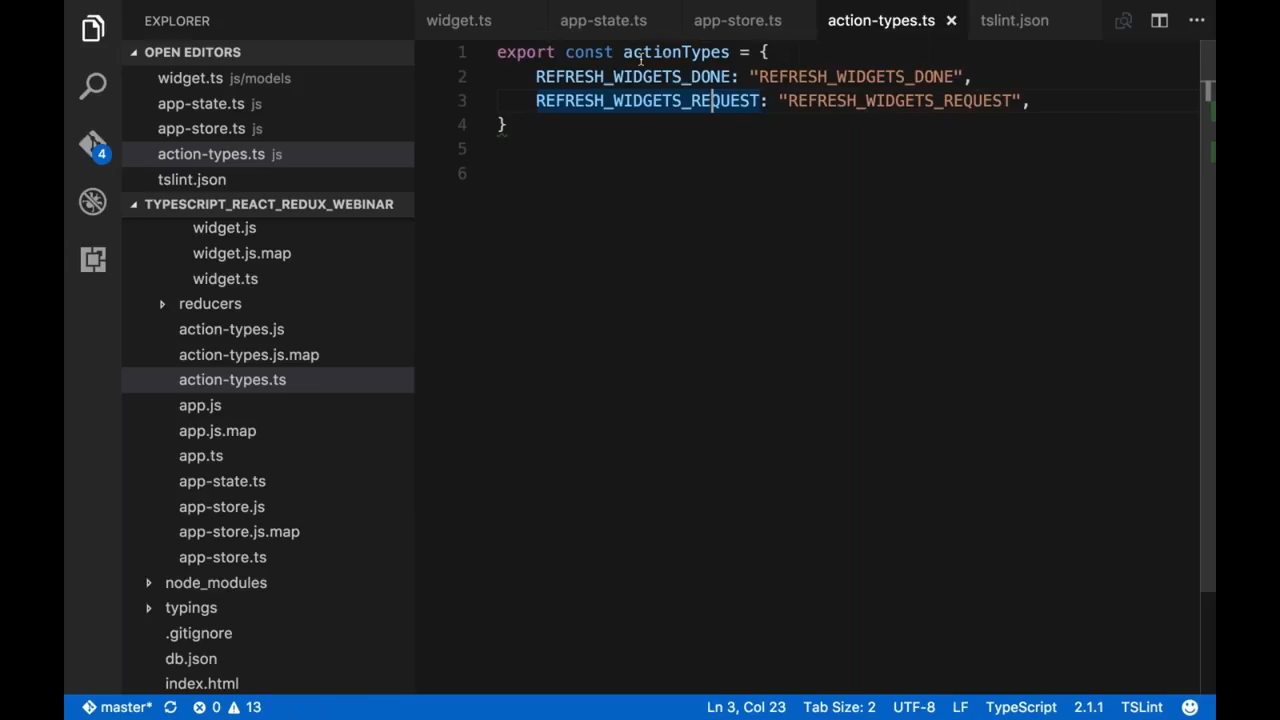 EXPLORER
widget.ts
app-state.ts
app-store.ts
action-types.ts
tslint.json
OPEN EDITORS
widget.ts js/models
app-state.ts js
app-store.ts js
action-types.ts js
tslint.json
TYPESCRIPT_REACT_REDUX_WEBINAR
widget.js
widget.js.map
widget.ts
reducers
action-types.js
action-types.js.map
action-types.ts
app.js
app.js.map
app.ts
app-state.ts
app-store.js
app-store.js.map
app-store.ts
node_modules
typings
.gitignore
db.json
index.html
4
1 export const actionTypes = {
2 REFRESH_WIDGETS_DONE: "REFRESH_WIDGETS_DONE",
3 REFRESH_WIDGETS_REQUEST: "REFRESH_WIDGETS_REQUEST",
4 }
5
6
master* 0 13 Ln 3, Col 23 Tab Size: 2 UTF-8 LF TypeScript 2.1.1 TSLint